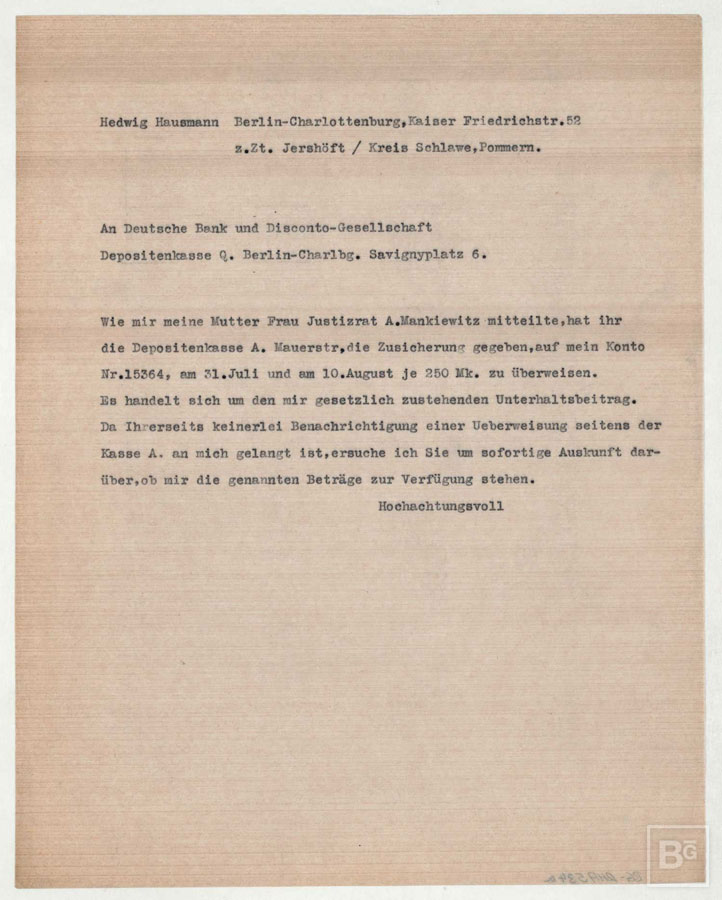 Hedwig Hausmann Berlin-Charlottenburg,Kaiser Friedrichstr.52
z.Zt. Jershöft / Kreis Schlawe,Pommern.
An Deutsche Bank und Disconto-Gesellschaft
Depositenkasse Q. Berlin-Charlbg. Savignyplatz 6.
Wie mir meine Mutter Frau Justizrat A.Mankiewitz mitteilte,hat ihr
die Depositenkasse A. Mauerstr,die Zusicherung gegeben,auf mein Konto
Nr.15364, am 31.Juli und am 10.August je 250 Mk. zu überweisen.
Es handelt sich um den mir gesetzlich zustehenden Unterhaltsbeitrag.
Da Ihrerseits keinerlei Benachrichtigung einer Ueberweisung seitens der
Kasse A. an mich gelangt ist,ersuche ich Sie um sofortige Auskunft dar-
über,ob mir die genannten Beträge zur Verfügung stehen.
Hochachtungsvoll
BG